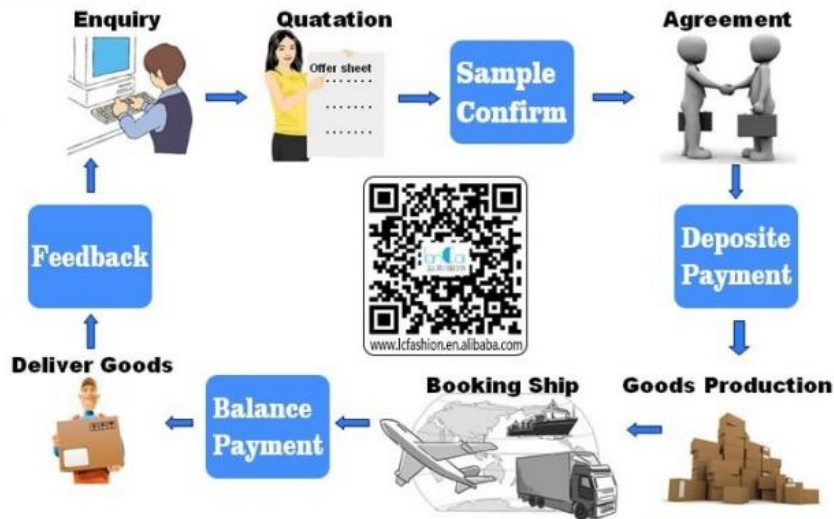 Enquiry
Quatation
Agreement
Offer sheet
Sample
Confirm
Feedback
Deposite
Payment
www.lcfashion.en.alibaba.com
Deliver Goods
Balance
Payment
Booking Ship
Goods Production